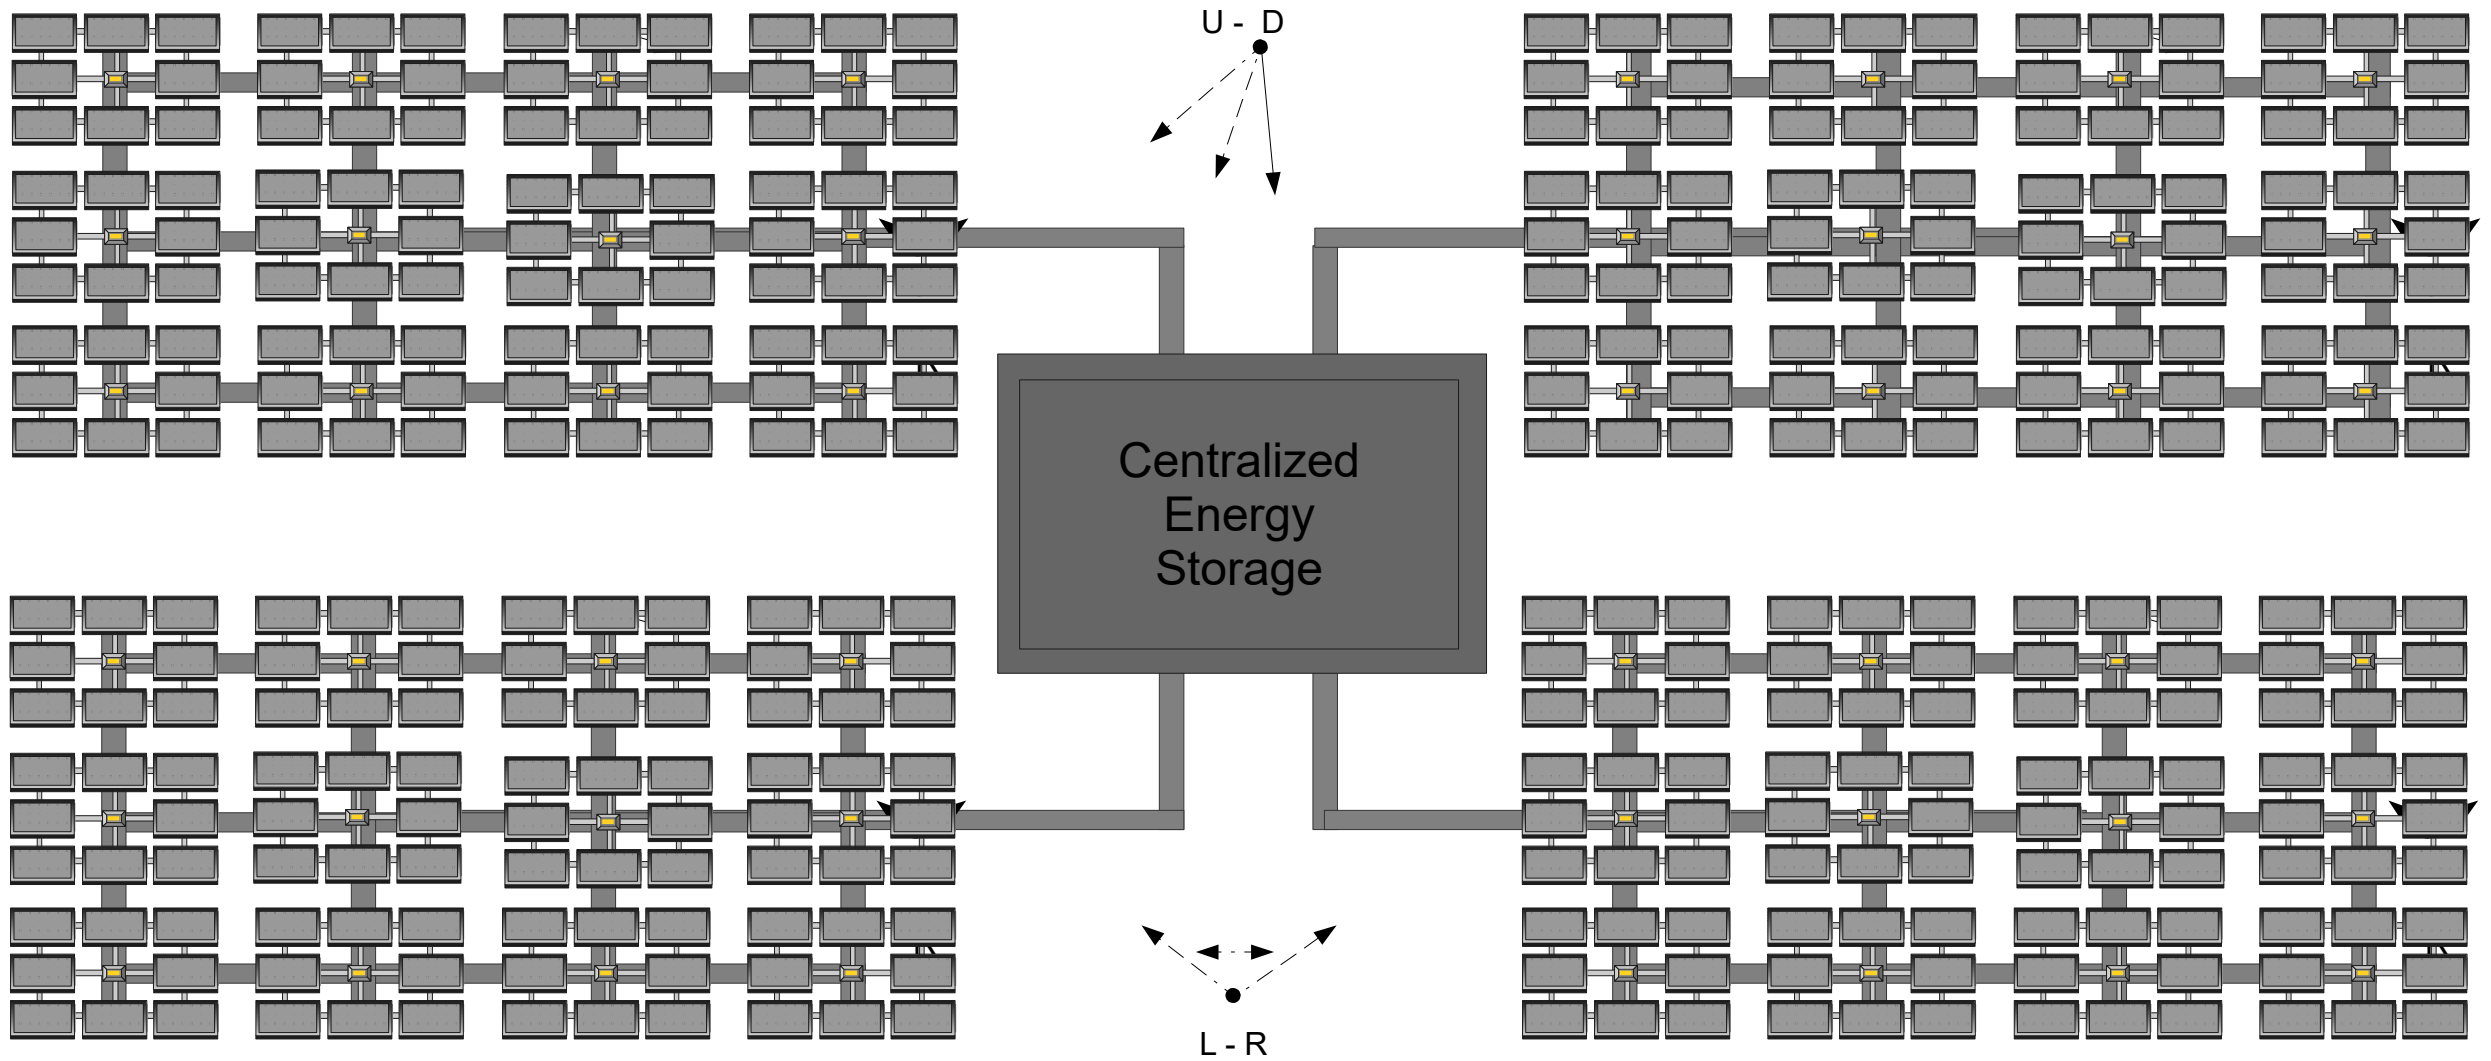 U - D
Centralized
Energy
Storage
L - R